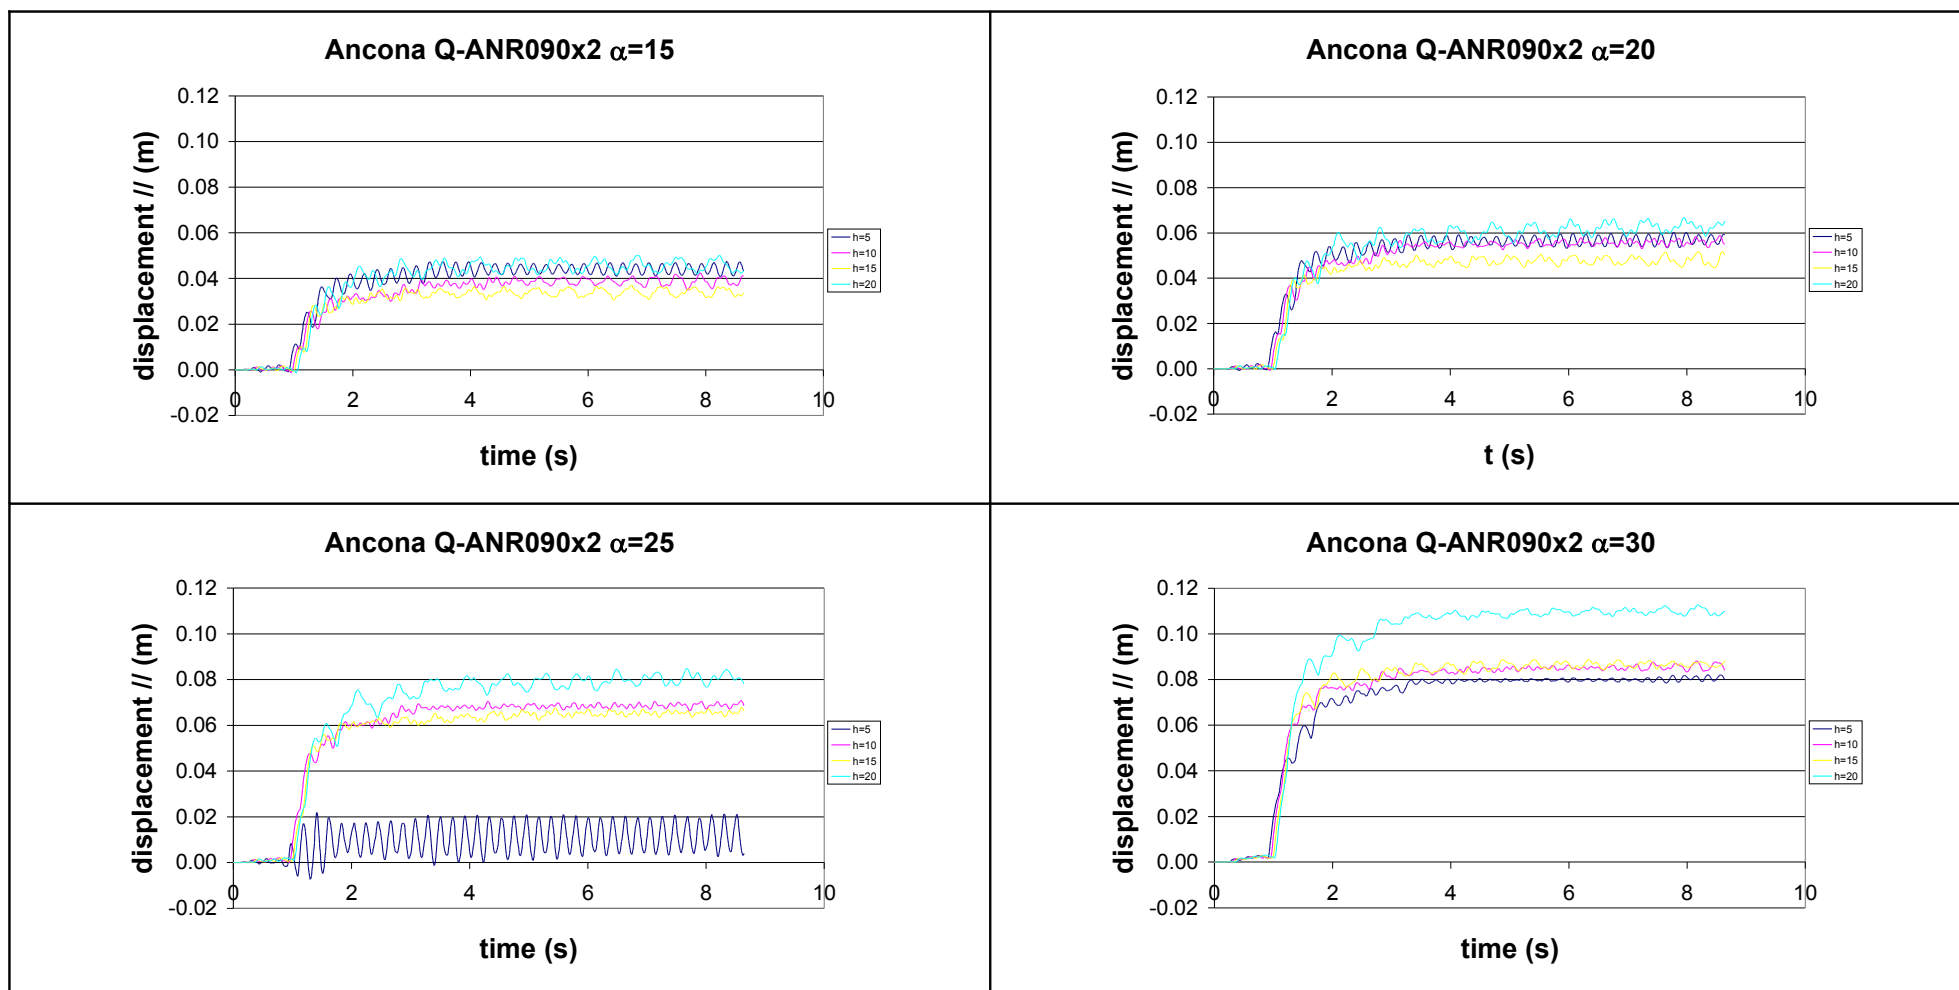 Ancona Q-ANR090x2 α=15
0.12
0.10
0.08
0.06
0.04
0.02
0.00
-0.02
0 2 4 6 8 10
displacement // (m)
time (s)
h=5
h=10
h=15
h=20
Ancona Q-ANR090x2 α=20
0.12
0.10
0.08
0.06
0.04
0.02
0.00
-0.02
0 2 4 6 8 10
displacement // (m)
t (s)
h=5
h=10
h=15
h=20
Ancona Q-ANR090x2 α=25
0.12
0.10
0.08
0.06
0.04
0.02
0.00
-0.02
0 2 4 6 8 10
displacement // (m)
time (s)
h=5
h=10
h=15
h=20
Ancona Q-ANR090x2 α=30
0.12
0.10
0.08
0.06
0.04
0.02
0.00
-0.02
0 2 4 6 8 10
displacement // (m)
time (s)
h=5
h=10
h=15
h=20